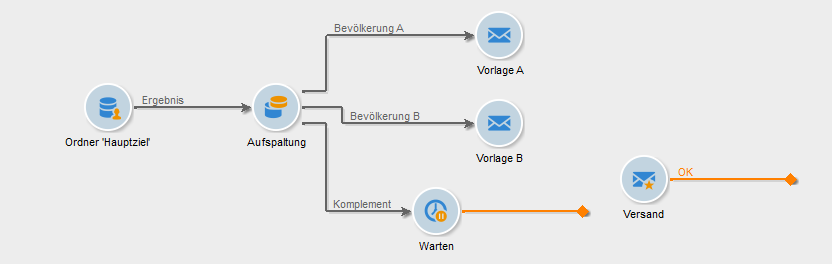 Bevölkerung A
Vorlage A
Ergebnis
Bevölkerung B
Ordner 'Hauptziel'
Aufspaltung
Vorlage B
OK
Komplement
Versand
Warten